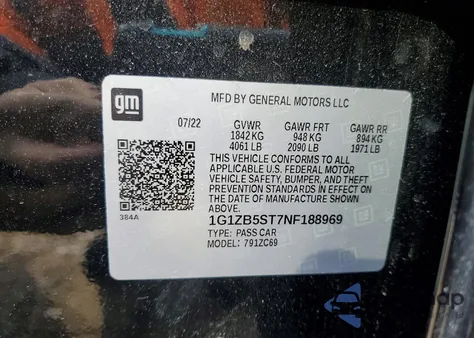 gm
MFD BY GENERAL MOTORS LLC
07/22 GVWR GAWR FRT GAWR RR
1842 KG 948 KG 894 KG
4061 LB 2090 LB 1971 LB
THIS VEHICLE CONFORMS TO ALL
APPLICABLE U.S. FEDERAL MOTOR
VEHICLE SAFETY, BUMPER, AND THEFT
PREVENTION STANDARDS IN EFFECT ON
THE DATE OF MANUFACTURE SHOWN
ABOVE.
384A
1G1ZB5ST7NF188969
TYPE: PASS CAR
MODEL: 791ZC69